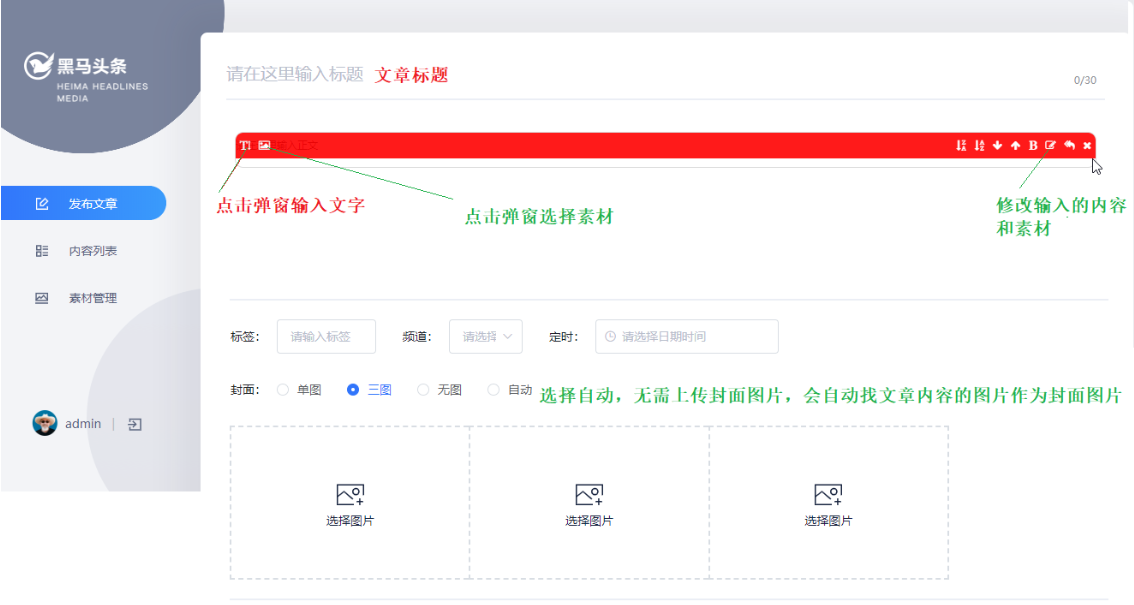 黑马头条
HEIMA HEADLINES
MEDIA
请在这里输入标题 文章标题
0/30
输入正文
B
点击弹窗输入文字
点击弹窗选择素材
修改输入的内容
和素材
发布文章
内容列表
素材管理
标签： 请输入标签 频道： 请选择 定时： 请选择日期时间
封面： 单图 三图 无图 自动 选择自动，无需上传封面图片，会自动找文章内容的图片作为封面图片
admin
选择图片 选择图片 选择图片